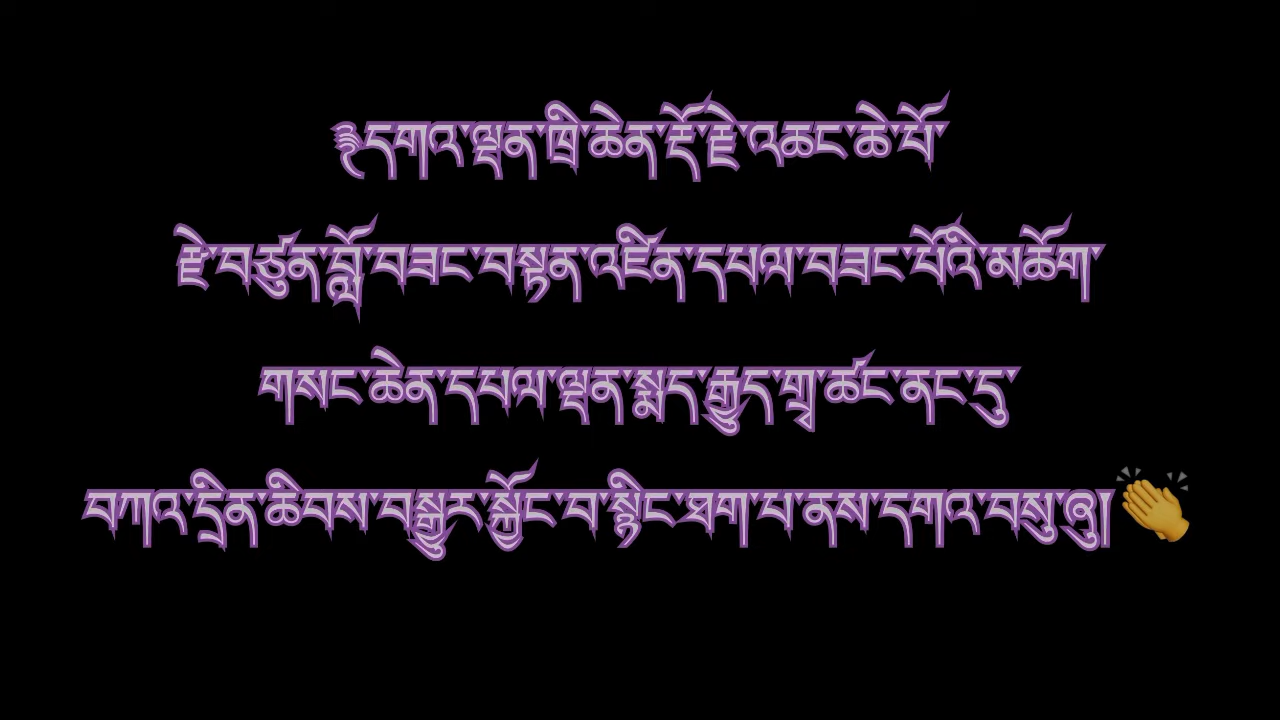 ༄དགའ་ལྡན་ཁྲི་ཆེན་རྡོ་རྗེ་འཆང་ཆེ་པོ་
རྗེ་བཙུན་བློ་བཟང་བསྟན་འཛིན་དཔལ་བཟང་པོའི་མཆོག་
གསང་ཆེན་དཔལ་ལྡན་སྨད་རྒྱུད་གྲྭ་ཚང་ནང་དུ་
བཀའ་དྲིན་ཆིབས་བསྒྱུར་སྐྱོང་བ་སྙིང་ཐག་པ་ནས་དགའ་བསུ་ཞུ།👏